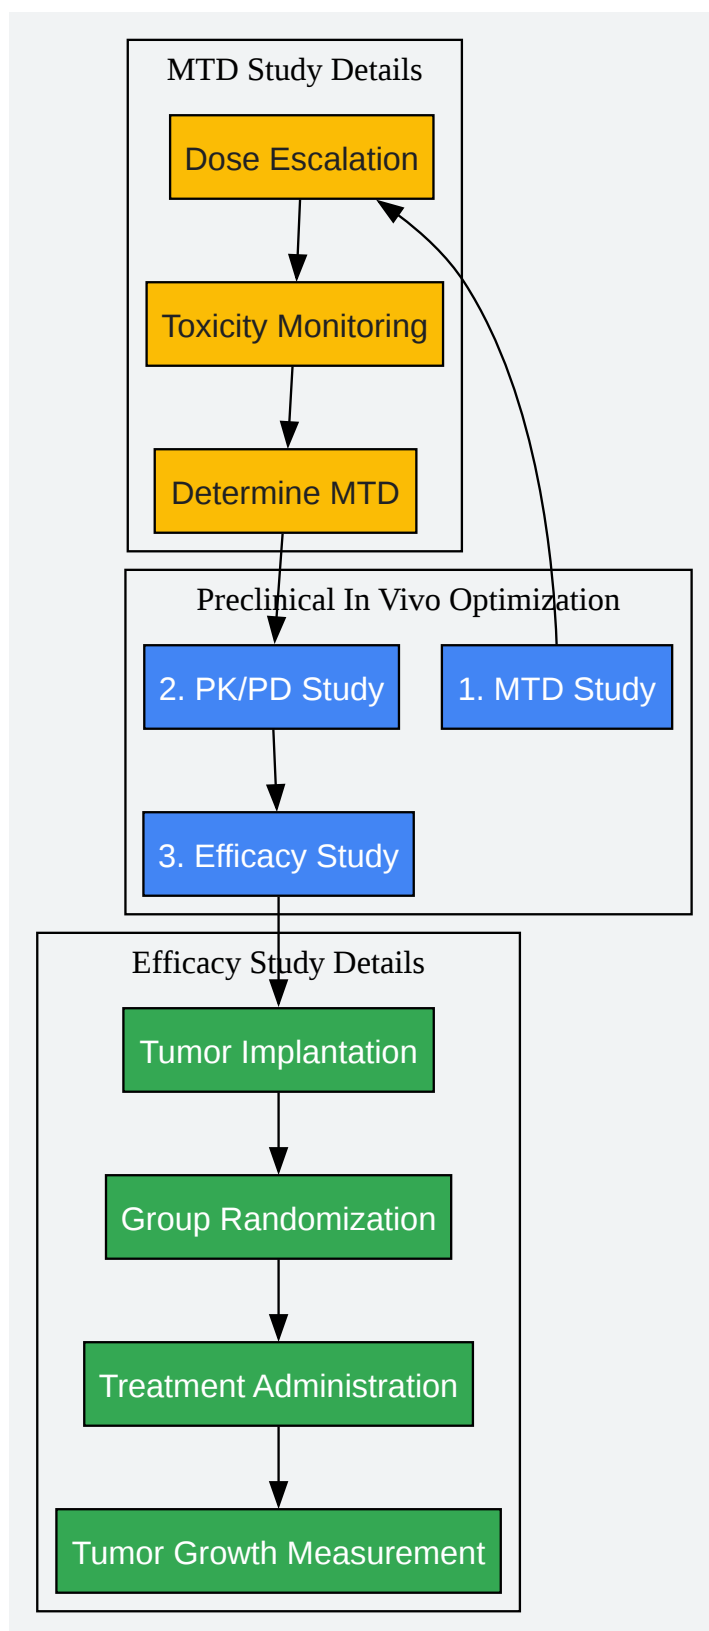 MTD Study Details
Dose Escalation
Toxicity Monitoring
Determine MTD
Preclinical In Vivo Optimization
2. PK/PD Study
1. MTD Study
3. Efficacy Study
Efficacy Study Details
Tumor Implantation
Group Randomization
Treatment Administration
Tumor Growth Measurement